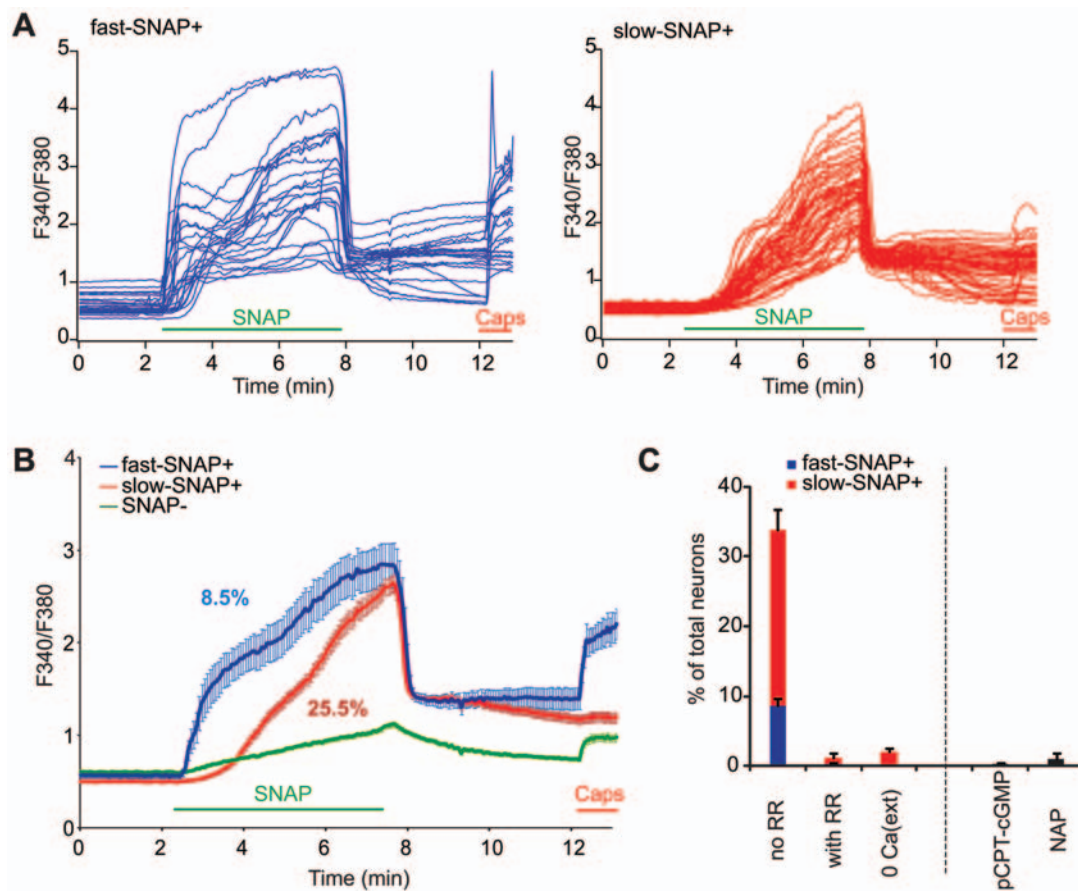 A
fast-SNAP+
slow-SNAP+
F340/F380
5
4
3
2
1
0
SNAP
Caps
0 2 4 6 8 10 12
Time (min)
F340/F380
5
4
3
2
1
0
SNAP
Caps
0 2 4 6 8 10 12
Time (min)
B
fast-SNAP+
slow-SNAP+
SNAP-
F340/F380
4
3
2
1
0
8.5%
25.5%
SNAP
Caps
0 2 4 6 8 10 12
Time (min)
C
fast-SNAP+
slow-SNAP+
% of total neurons
40
30
20
10
0
no RR
with RR
0 Ca(ext)
pCPT-cGMP
NAP